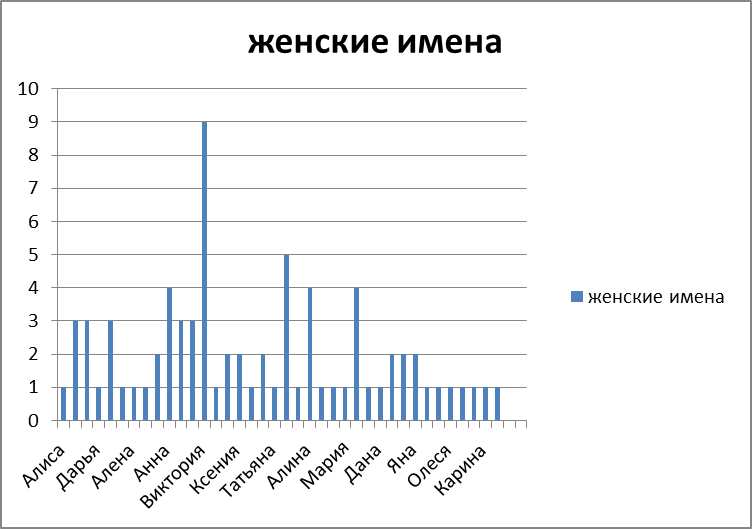 женские имена
10
9
8
7
6
5
4
3
2
1
0
Алиса
Дарья
Алена
Анна
Виктория
Ксения
Татьяна
Алина
Мария
Дана
Яна
Олеся
Карина
женские имена